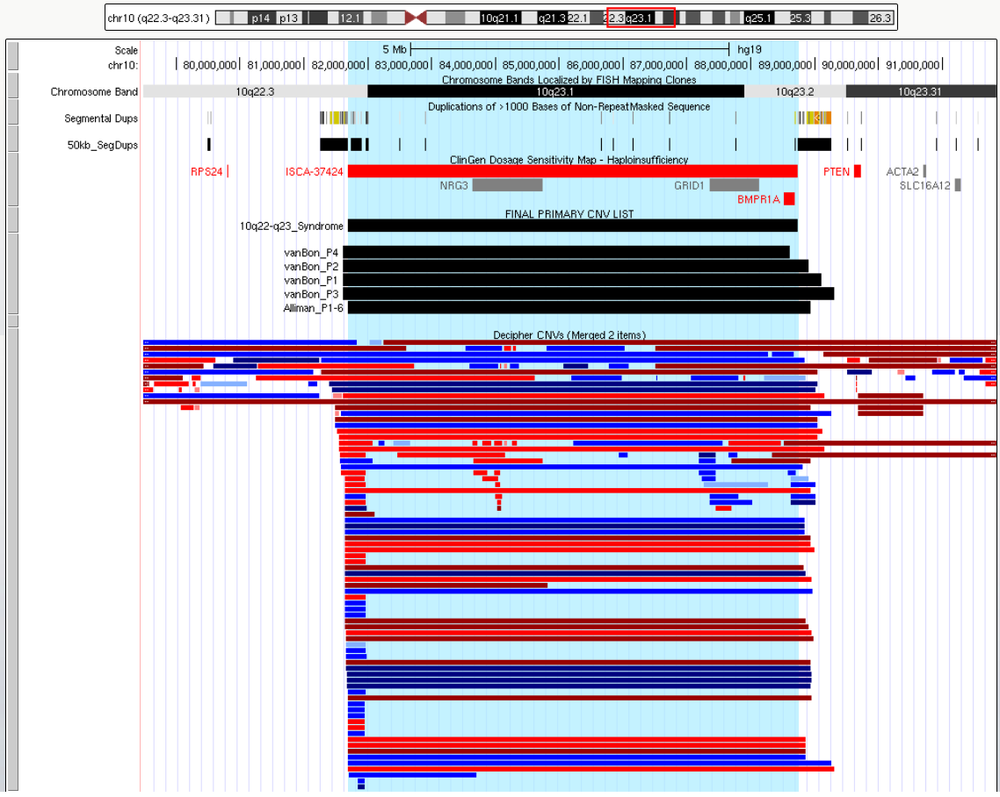 chr10 (q22.3-q23.31) p14 p13 12.1 10q21.1 q21.3 22.1 22.3 q23.1 q25.1 25.3 26.3
Scale 5 Mb hg19
chr10: 80,000,000 81,000,000 82,000,000 83,000,000 84,000,000 85,000,000 86,000,000 87,000,000 88,000,000 89,000,000 90,000,000 91,000,000
Chromosome Bands Localized by FISH Mapping Clones
Chromosome Band 10q22.3 10q23.1 10q23.2 10q23.31
Duplications of >1000 Bases of Non-RepeatMasked Sequence
Segmental Dups
50kb_SegDups
ClinGen Dosage Sensitivity Map - Haploinsufficiency
RPS24 ISCA-37424 PTEN ACTA2
NRG3 GRID1 SLC16A12
BMPR1A
FINAL PRIMARY CNV LIST
10q22-q23_Syndrome
vanBon_P4
vanBon_P2
vanBon_P1
vanBon_P3
Alliman_P1-6
Decipher CNVs (Merged 2 items)